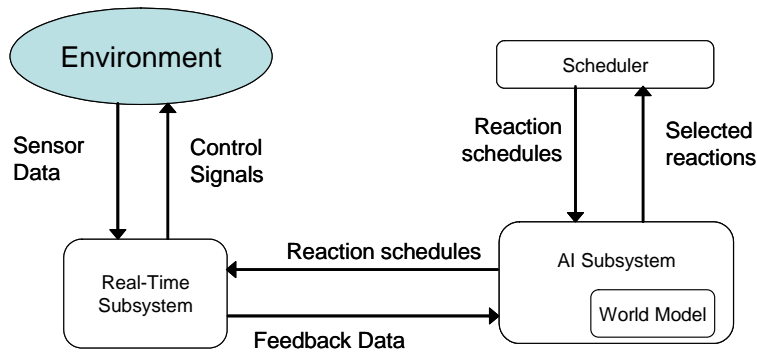 Environment
Scheduler
Sensor
Data
Control
Signals
Reaction
schedules
Selected
reactions
Reaction schedules
Real-Time
Subsystem
AI Subsystem
World Model
Feedback Data